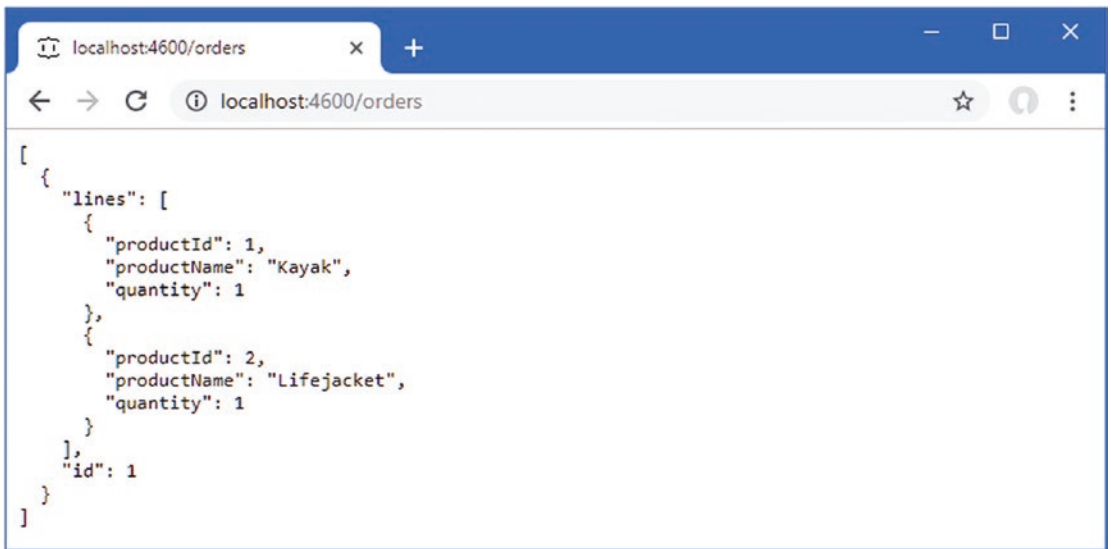 localhost:4600/orders
localhost:4600/orders
[
  {
    "lines": [
      {
        "productId": 1,
        "productName": "Kayak",
        "quantity": 1
      },
      {
        "productId": 2,
        "productName": "Lifejacket",
        "quantity": 1
      }
    ],
    "id": 1
  }
]